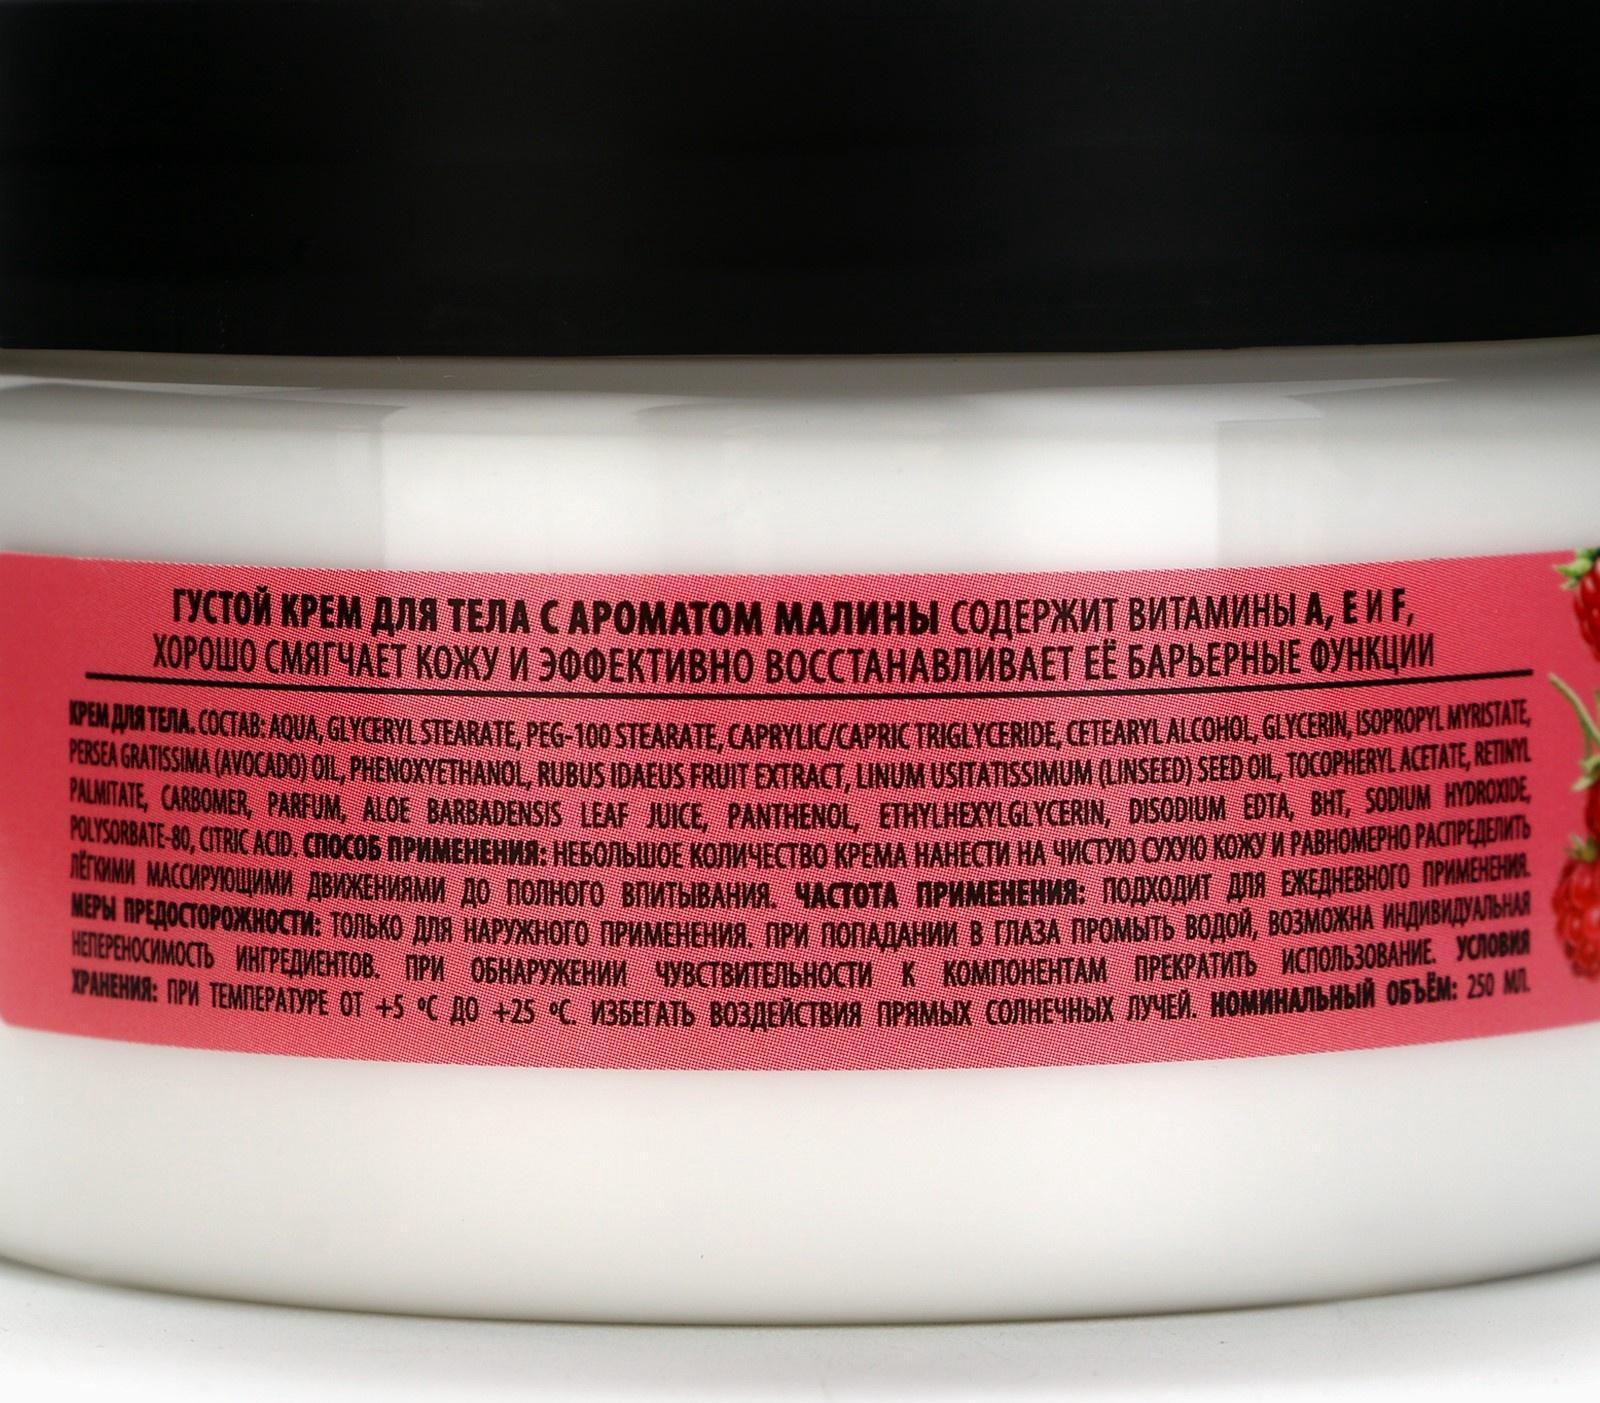 ГУСТОЙ КРЕМ ДЛЯ ТЕЛА С АРОМАТОМ МАЛИНЫ СОДЕРЖИТ ВИТАМИНЫ A, E И F,
ХОРОШО СМЯГЧАЕТ КОЖУ И ЭФФЕКТИВНО ВОССТАНАВЛИВАЕТ ЕЁ БАРЬЕРНЫЕ ФУНКЦИИ
КРЕМ ДЛЯ ТЕЛА. СОСТАВ: AQUA, GLYCERYL STEARATE, PEG-100 STEARATE, CAPRYLIC/CAPRIC TRIGLYCERIDE, CETEARYL ALCOHOL, GLYCERIN, ISOPROPYL MYRISTATE,
PERSEA GRATISSIMA (AVOCADO) OIL, PHENOXYETHANOL, RUBUS IDAEUS FRUIT EXTRACT, LINUM USITATISSIMUM (LINSEED) SEED OIL, TOCOPHERYL ACETATE, RETINYL
PALMITATE, CARBOMER, PARFUM, ALOE BARBADENSIS LEAF JUICE, PANTHENOL, ETHYLHEXYLGLYCERIN, DISODIUM EDTA, BHT, SODIUM HYDROXIDE,
POLYSORBATE-80, CITRIC ACID. СПОСОБ ПРИМЕНЕНИЯ: НЕБОЛЬШОЕ КОЛИЧЕСТВО КРЕМА НАНЕСТИ НА ЧИСТУЮ СУХУЮ КОЖУ И РАВНОМЕРНО РАСПРЕДЕЛИТЬ
ЛЁГКИМИ МАССИРУЮЩИМИ ДВИЖЕНИЯМИ ДО ПОЛНОГО ВПИТЫВАНИЯ. ЧАСТОТА ПРИМЕНЕНИЯ: ПОДХОДИТ ДЛЯ ЕЖЕДНЕВНОГО ПРИМЕНЕНИЯ.
МЕРЫ ПРЕДОСТОРОЖНОСТИ: ТОЛЬКО ДЛЯ НАРУЖНОГО ПРИМЕНЕНИЯ. ПРИ ПОПАДАНИИ В ГЛАЗА ПРОМЫТЬ ВОДОЙ, ВОЗМОЖНА ИНДИВИДУАЛЬНАЯ
НЕПЕРЕНОСИМОСТЬ ИНГРЕДИЕНТОВ. ПРИ ОБНАРУЖЕНИИ ЧУВСТВИТЕЛЬНОСТИ К КОМПОНЕНТАМ ПРЕКРАТИТЬ ИСПОЛЬЗОВАНИЕ. УСЛОВИЯ
ХРАНЕНИЯ: ПРИ ТЕМПЕРАТУРЕ ОТ +5 ºС ДО +25 ºС. ИЗБЕГАТЬ ВОЗДЕЙСТВИЯ ПРЯМЫХ СОЛНЕЧНЫХ ЛУЧЕЙ. НОМИНАЛЬНЫЙ ОБЪЁМ: 250 МЛ.